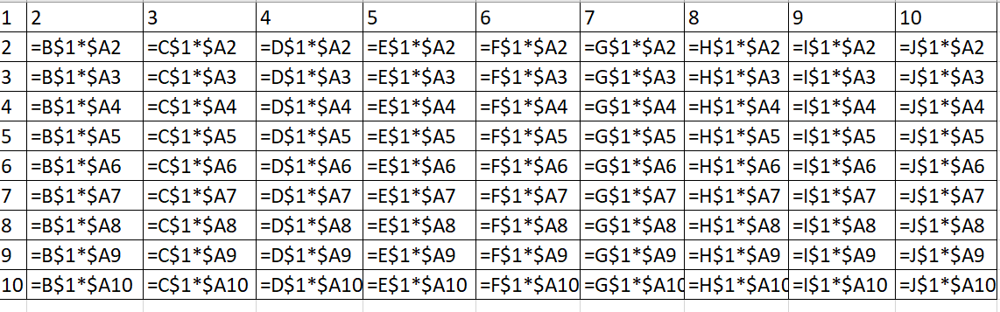 1 2 3 4 5 6 7 8 9 10
2 =B$1*$A2 =C$1*$A2 =D$1*$A2 =E$1*$A2 =F$1*$A2 =G$1*$A2 =H$1*$A2 =I$1*$A2 =J$1*$A2
3 =B$1*$A3 =C$1*$A3 =D$1*$A3 =E$1*$A3 =F$1*$A3 =G$1*$A3 =H$1*$A3 =I$1*$A3 =J$1*$A3
4 =B$1*$A4 =C$1*$A4 =D$1*$A4 =E$1*$A4 =F$1*$A4 =G$1*$A4 =H$1*$A4 =I$1*$A4 =J$1*$A4
5 =B$1*$A5 =C$1*$A5 =D$1*$A5 =E$1*$A5 =F$1*$A5 =G$1*$A5 =H$1*$A5 =I$1*$A5 =J$1*$A5
6 =B$1*$A6 =C$1*$A6 =D$1*$A6 =E$1*$A6 =F$1*$A6 =G$1*$A6 =H$1*$A6 =I$1*$A6 =J$1*$A6
7 =B$1*$A7 =C$1*$A7 =D$1*$A7 =E$1*$A7 =F$1*$A7 =G$1*$A7 =H$1*$A7 =I$1*$A7 =J$1*$A7
8 =B$1*$A8 =C$1*$A8 =D$1*$A8 =E$1*$A8 =F$1*$A8 =G$1*$A8 =H$1*$A8 =I$1*$A8 =J$1*$A8
9 =B$1*$A9 =C$1*$A9 =D$1*$A9 =E$1*$A9 =F$1*$A9 =G$1*$A9 =H$1*$A9 =I$1*$A9 =J$1*$A9
10 =B$1*$A10 =C$1*$A10 =D$1*$A10 =E$1*$A10 =F$1*$A10 =G$1*$A10 =H$1*$A10 =I$1*$A10 =J$1*$A10